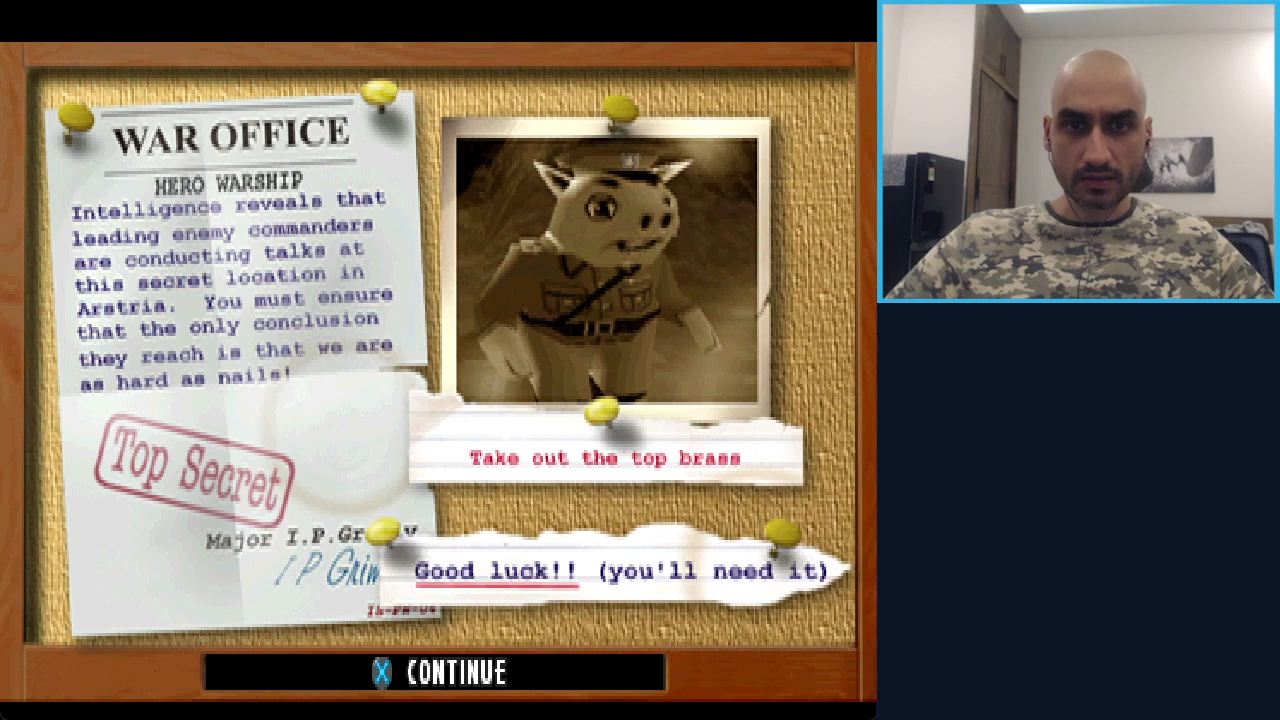 WAR OFFICE
HERO WARSHIP
Intelligence reveals that
leading enemy commanders
are conducting talks at
this secret location in
Arstria. You must ensure
that the only conclusion
they reach is that we are
as hard as nails!
Top Secret
Take out the top brass
Major I.P.Gr
I P Grim
Good luck!! (you'll need it)
X CONTINUE